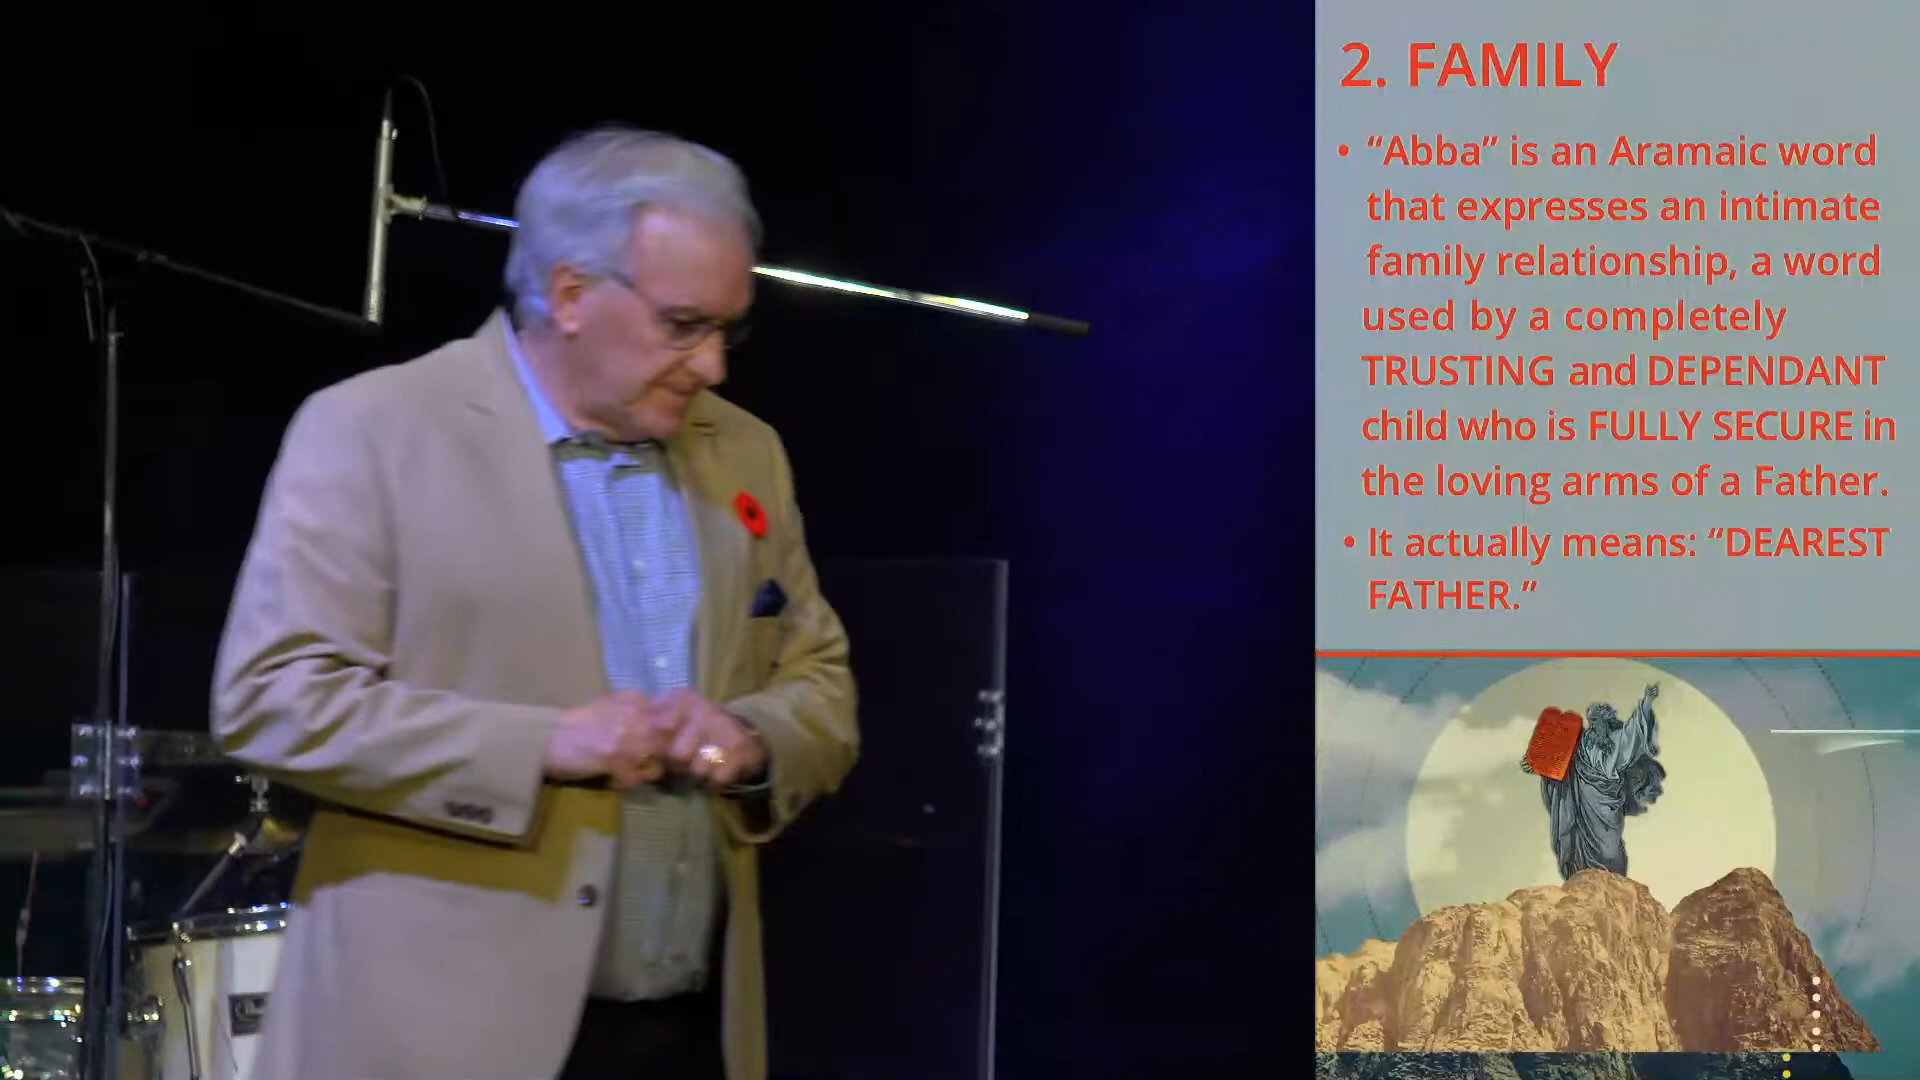 2. FAMILY
• “Abba” is an Aramaic word
that expresses an intimate
family relationship, a word
used by a completely
TRUSTING and DEPENDANT
child who is FULLY SECURE in
the loving arms of a Father.
• It actually means: “DEAREST
FATHER.”